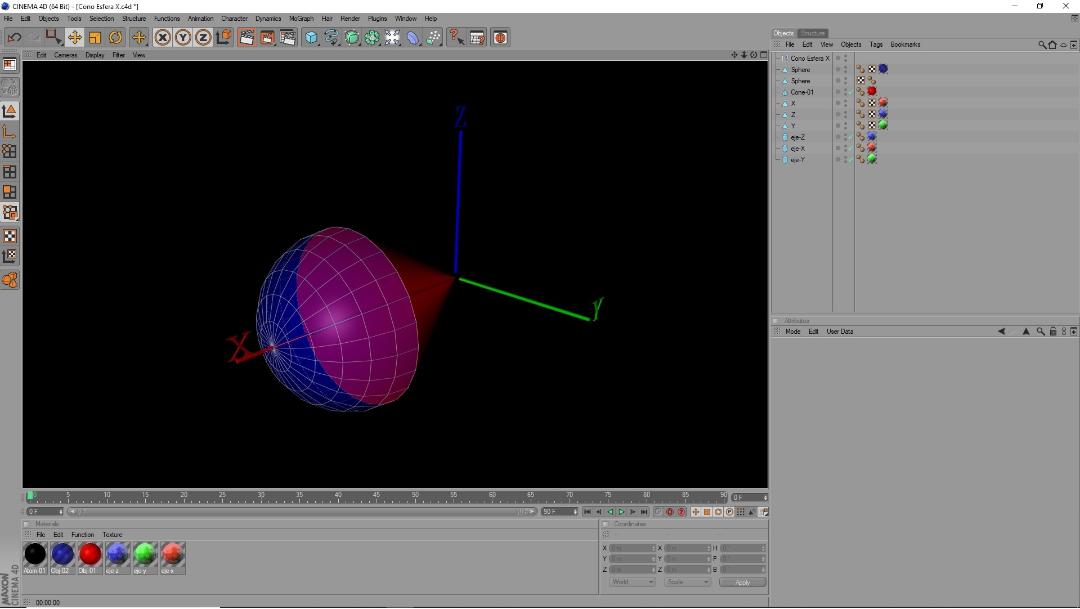 CINEMA 4D (64 Bit) - [Cono Esfera X.c4d *]
File Edit Objects Tools Selection Structure Functions Animation Character Dynamics MoGraph Hair Render Plugins Window Help
X Y Z
Edit Cameras Display Filter View
Z
Y
X
Objects Structure
File Edit View Objects Tags Bookmarks
Cono Esfera X
Sphere
Sphere
Cone-01
X
Z
Y
eje-Z
eje-X
eje-Y
Attributes
Mode Edit User Data
0 5 10 15 20 25 30 35 40 45 50 55 60 65 70 75 80 85 90 0 F
0 F 90 F
Materials
File Edit Function Texture
Atom 01 Obj-02 Obj-01 eje z eje y eje x
Coordinates
X X H
Y Y P
Z Z B
World Scale Apply
MAXON
CINEMA 4D
00:00:00